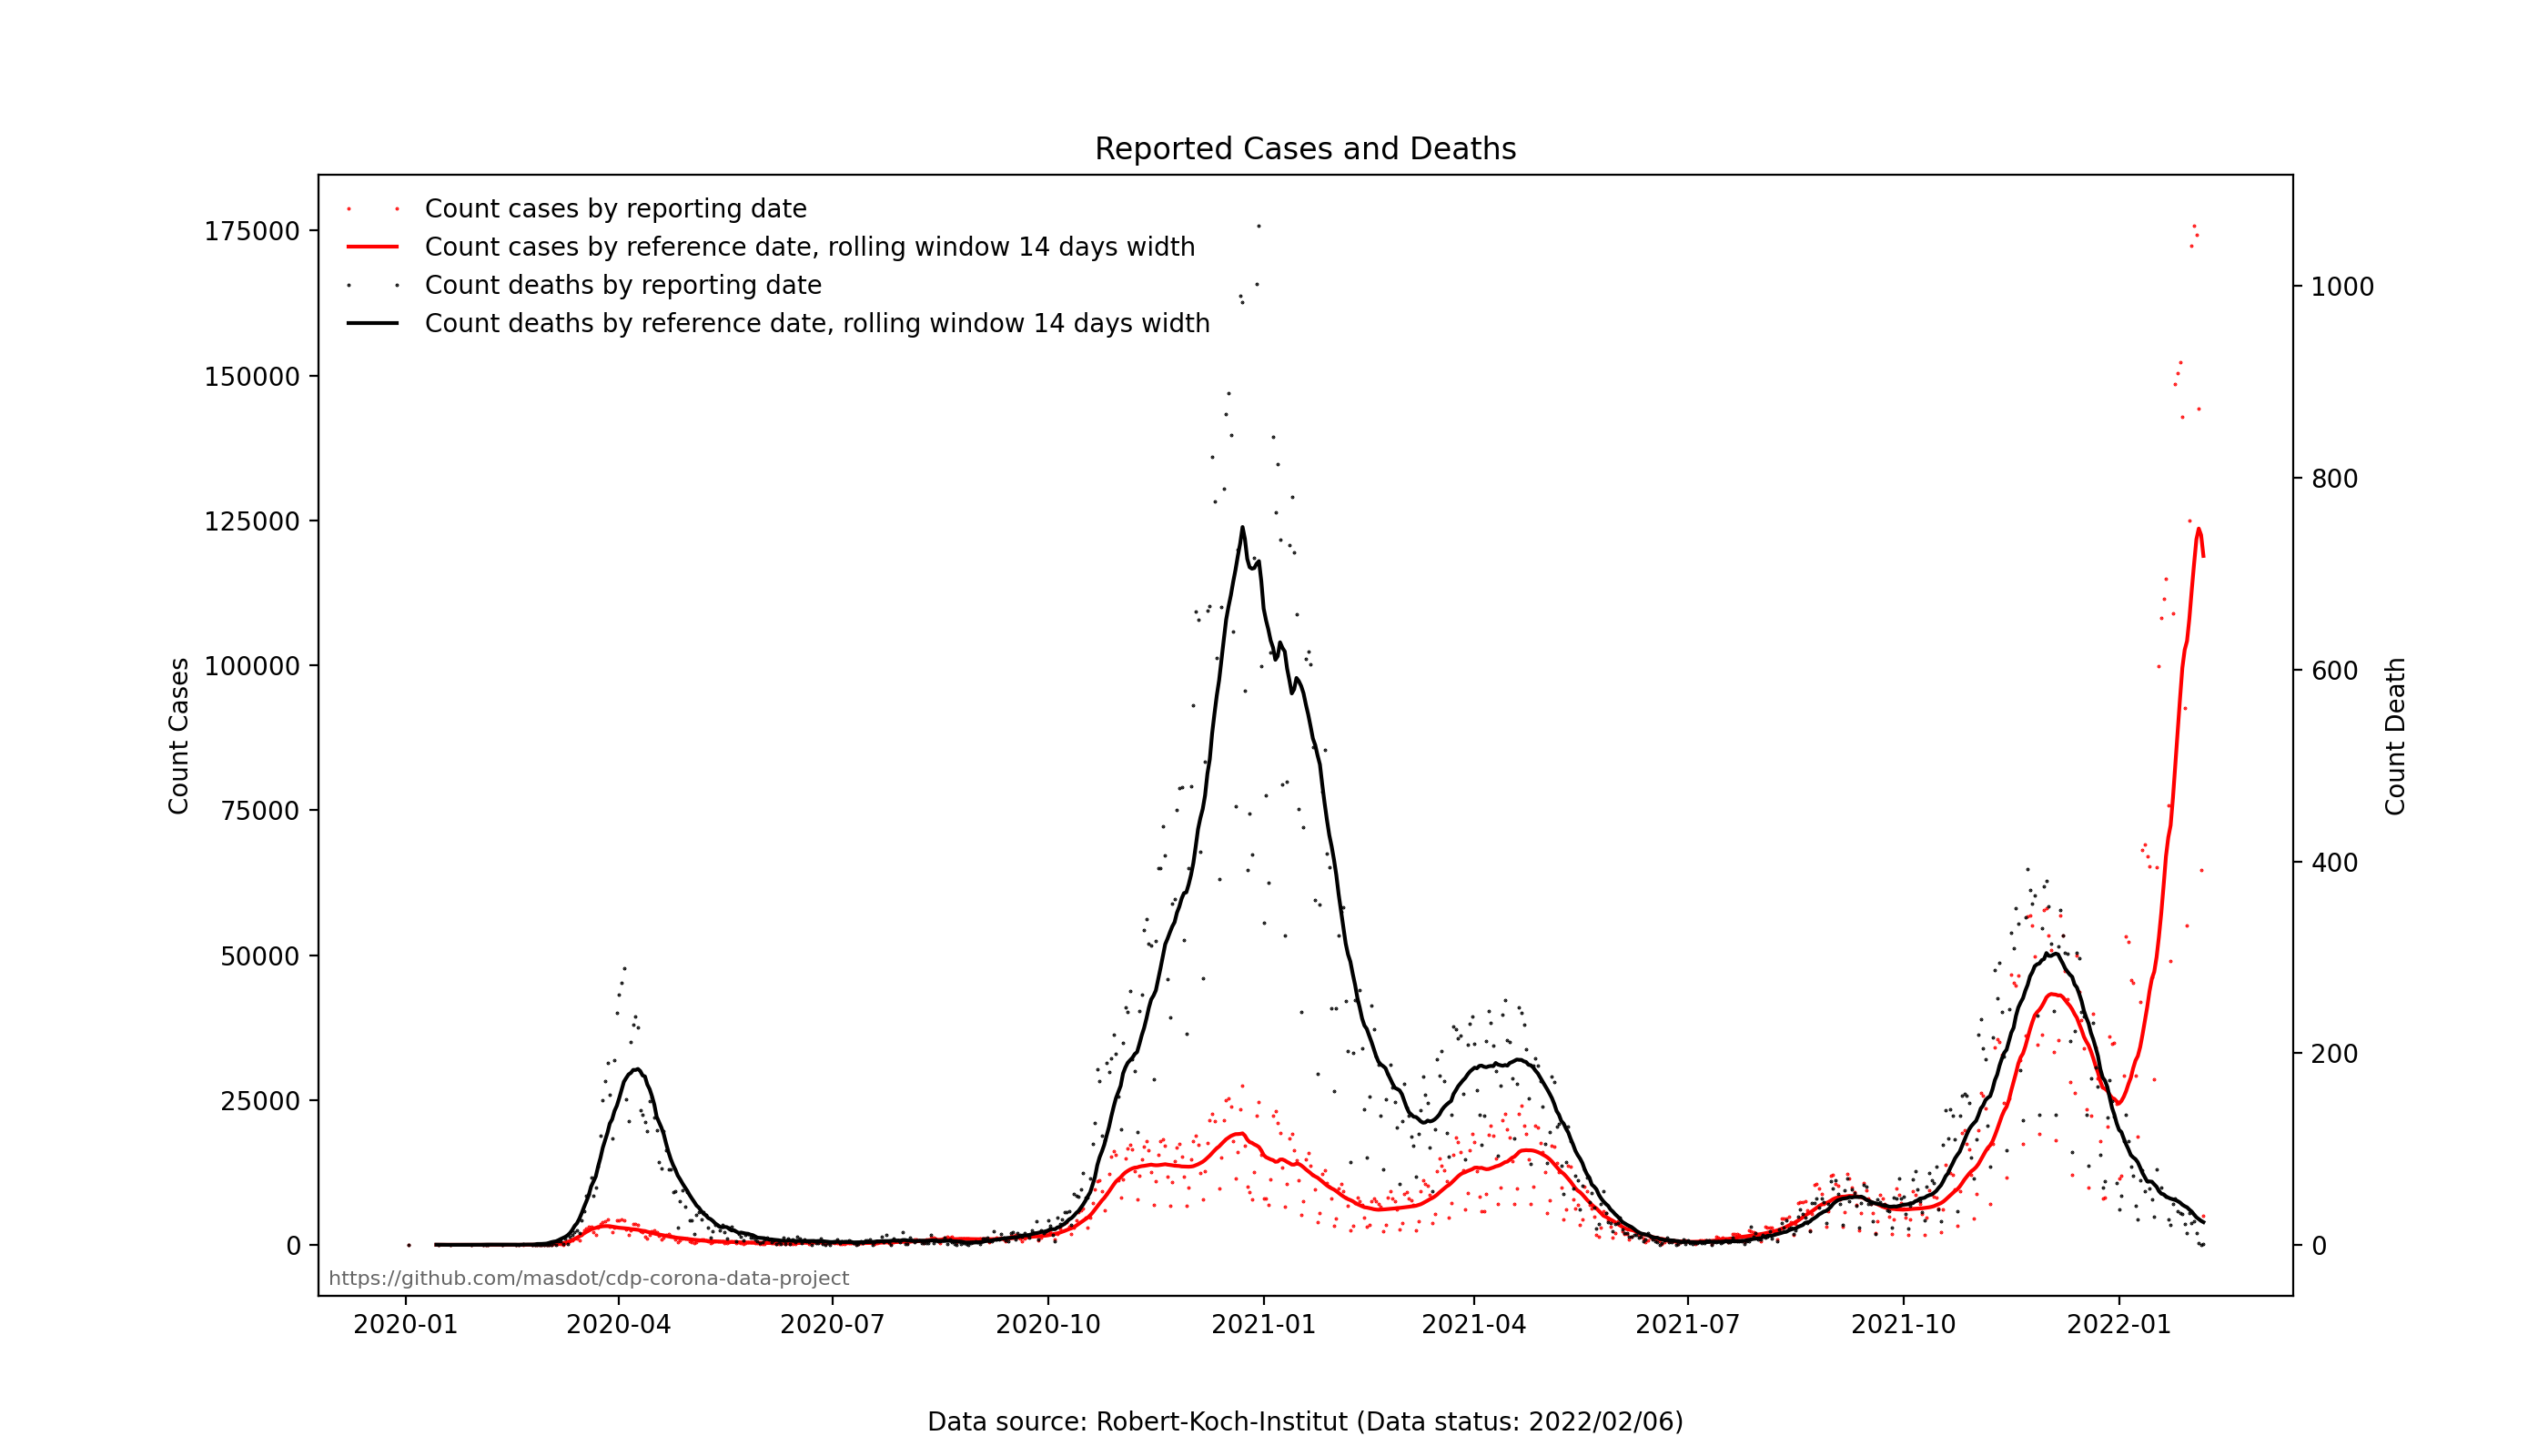 Reported Cases and Deaths
Count cases by reporting date
Count cases by reference date, rolling window 14 days width
Count deaths by reporting date
Count deaths by reference date, rolling window 14 days width
175000
150000
125000
100000
75000
50000
25000
0
Count Cases
1000
800
600
400
200
0
Count Death
https://github.com/masdot/cdp-corona-data-project
2020-01
2020-04
2020-07
2020-10
2021-01
2021-04
2021-07
2021-10
2022-01
Data source: Robert-Koch-Institut (Data status: 2022/02/06)